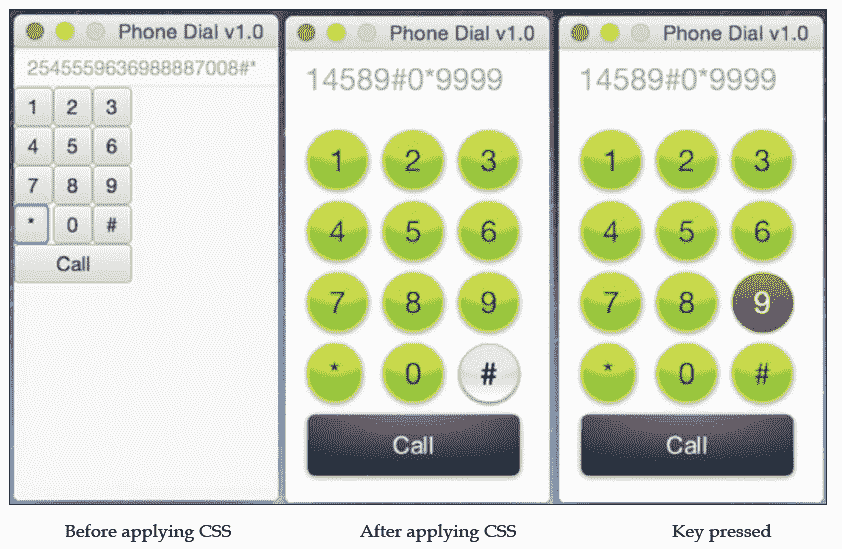 Phone Dial v1.0
2545559636988887008#*
1 2 3
4 5 6
7 8 9
* 0 #
Call
Before applying CSS
Phone Dial v1.0
14589#0*9999
1 2 3
4 5 6
7 8 9
* 0 #
Call
After applying CSS
Phone Dial v1.0
14589#0*9999
1 2 3
4 5 6
7 8 9
* 0 #
Call
Key pressed